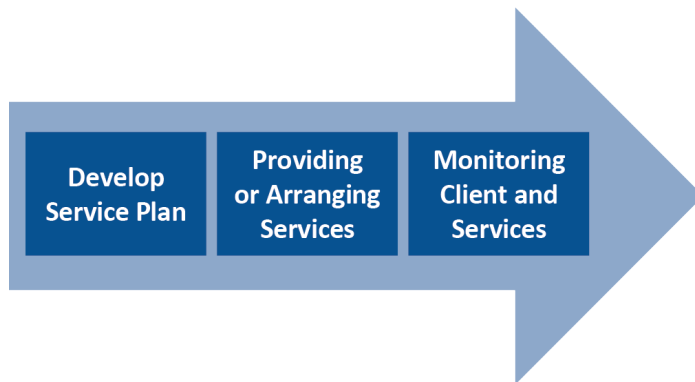 Develop
Service Plan
Providing
or Arranging
Services
Monitoring
Client and
Services